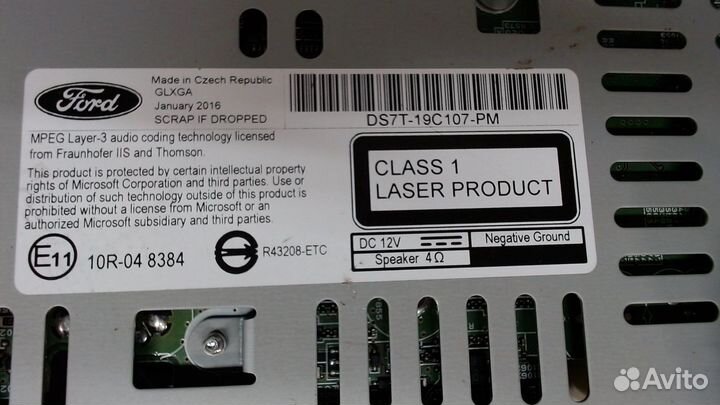 Ford
Made in Czech Republic
GLXGA
January 2016
SCRAP IF DROPPED
DS7T-19C107-PM
MPEG Layer-3 audio coding technology licensed
from Fraunhofer IIS and Thomson.
This product is protected by certain intellectual property
rights of Microsoft Corporation and third parties. Use or
distribution of such technology outside of this product is
prohibited without a license from Microsoft or an
authorized Microsoft subsidiary and third parties.
CLASS 1
LASER PRODUCT
E11 10R-04 8384
R43208-ETC
DC 12V
Negative Ground
Speaker 4Ω
Avito